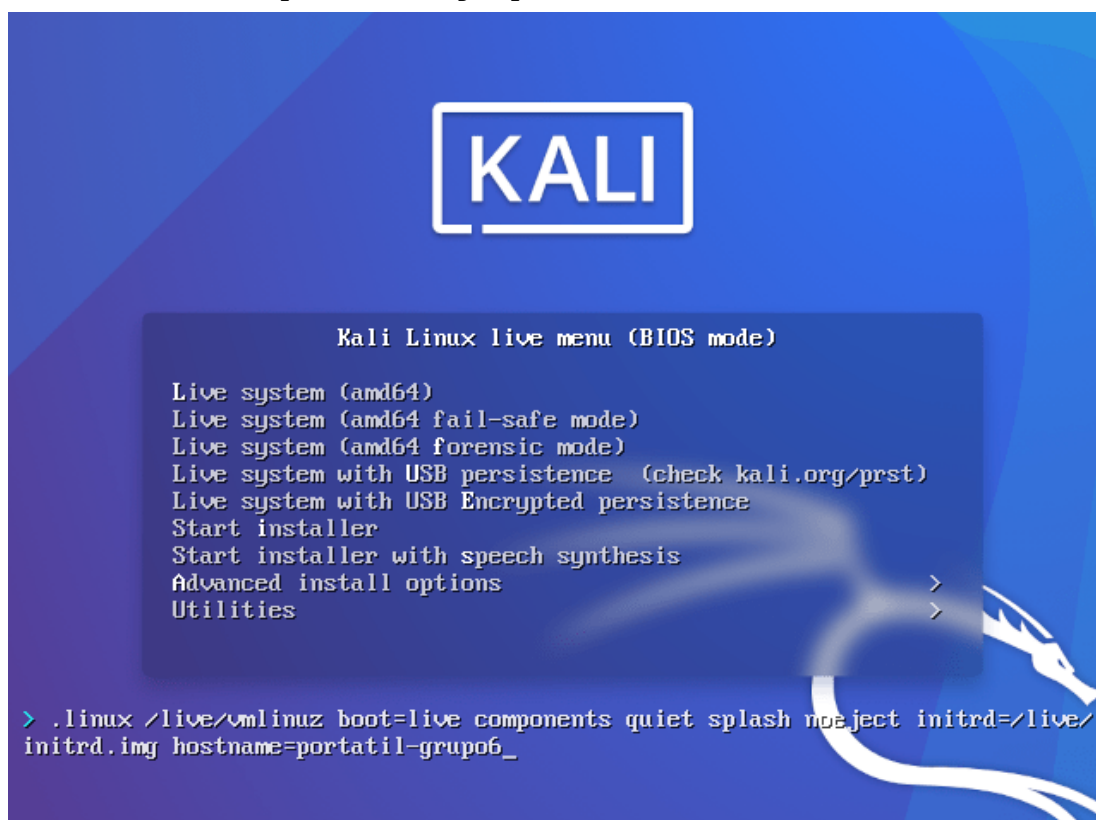 KALI
Kali Linux live menu (BIOS mode)
Live system (amd64)
Live system (amd64 fail-safe mode)
Live system (amd64 forensic mode)
Live system with USB persistence (check kali.org/prst)
Live system with USB Encrypted persistence
Start installer
Start installer with speech synthesis
Advanced install options >
Utilities >
> .linux /live/vmlinuz boot=live components quiet splash noeject initrd=/live/
initrd.img hostname=portatil-grupo6_